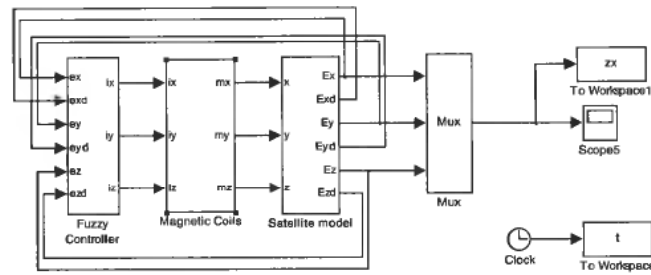 ex
exd
ey
eyd
ez
ezd
ix
iy
iz
Fuzzy
Controller
ix
iy
iz
mx
my
mz
Magnetic Coils
x
y
z
Ex
Exd
Ey
Eyd
Ez
Ezd
Satellite model
Mux
Mux
zx
To Workspace1
Scope5
Clock
t
To Workspace